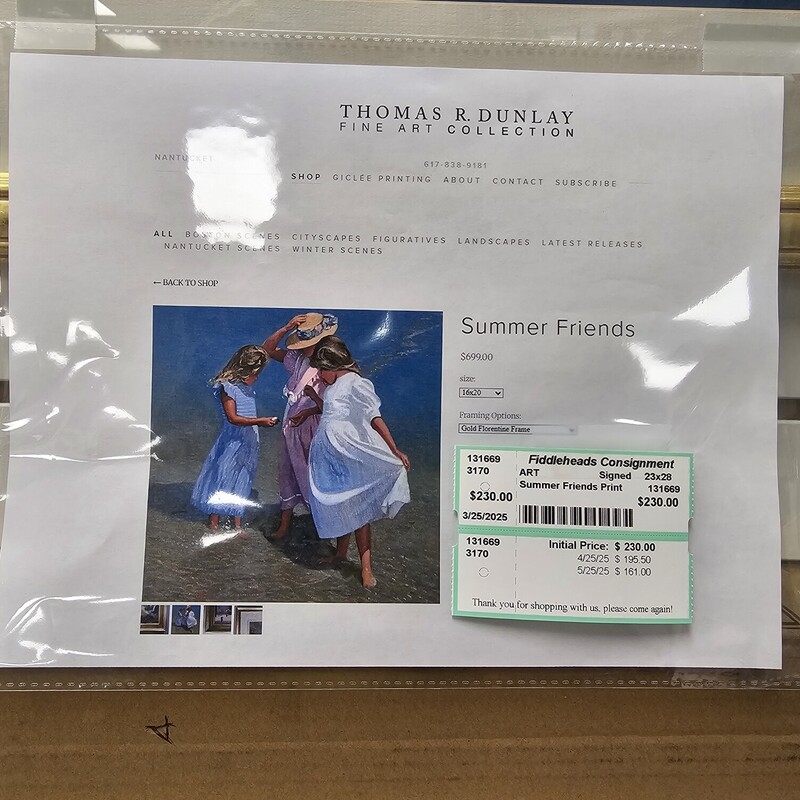 THOMAS R. DUNLAY
FINE ART COLLECTION
NANTUCKET
617-838-9181
SHOP GICLÉE PRINTING ABOUT CONTACT SUBSCRIBE
ALL BOSTON SCENES CITYSCAPES FIGURATIVES LANDSCAPES LATEST RELEASES
NANTUCKET SCENES WINTER SCENES
← BACK TO SHOP
Summer Friends
$699.00
size:
16x20
Framing Options:
Gold Florentine Frame
131669 Fiddleheads Consignment
3170 ART Signed 23x28
Summer Friends Print 131669
$230.00 $230.00
3/25/2025
131669 Initial Price: $ 230.00
3170 4/25/25 $ 195.50
5/25/25 $ 161.00
Thank you for shopping with us, please come again!